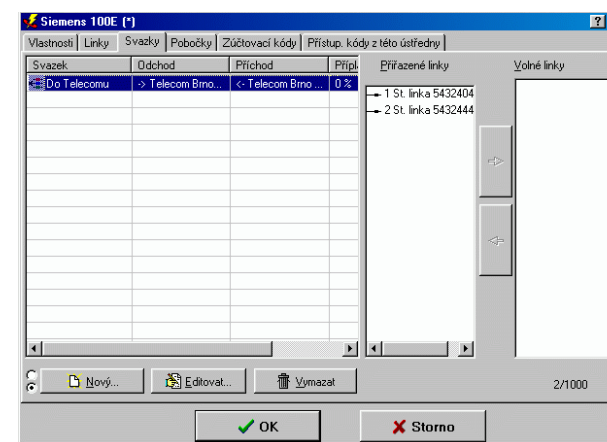 Siemens 100E (*)
?
Vlastnosti Linky Svazky Pobočky Zúčtovací kódy Přístup. kódy z této ústředny
Svazek Odchod Příchod Přípl Přiřazené linky Volné linky
Do Telecomu -> Telecom Brno... <- Telecom Brno ... 0 %
1 St. linka 5432404
2 St. linka 5432444
Nový... Editovat... Vymazat 2/1000
OK Storno